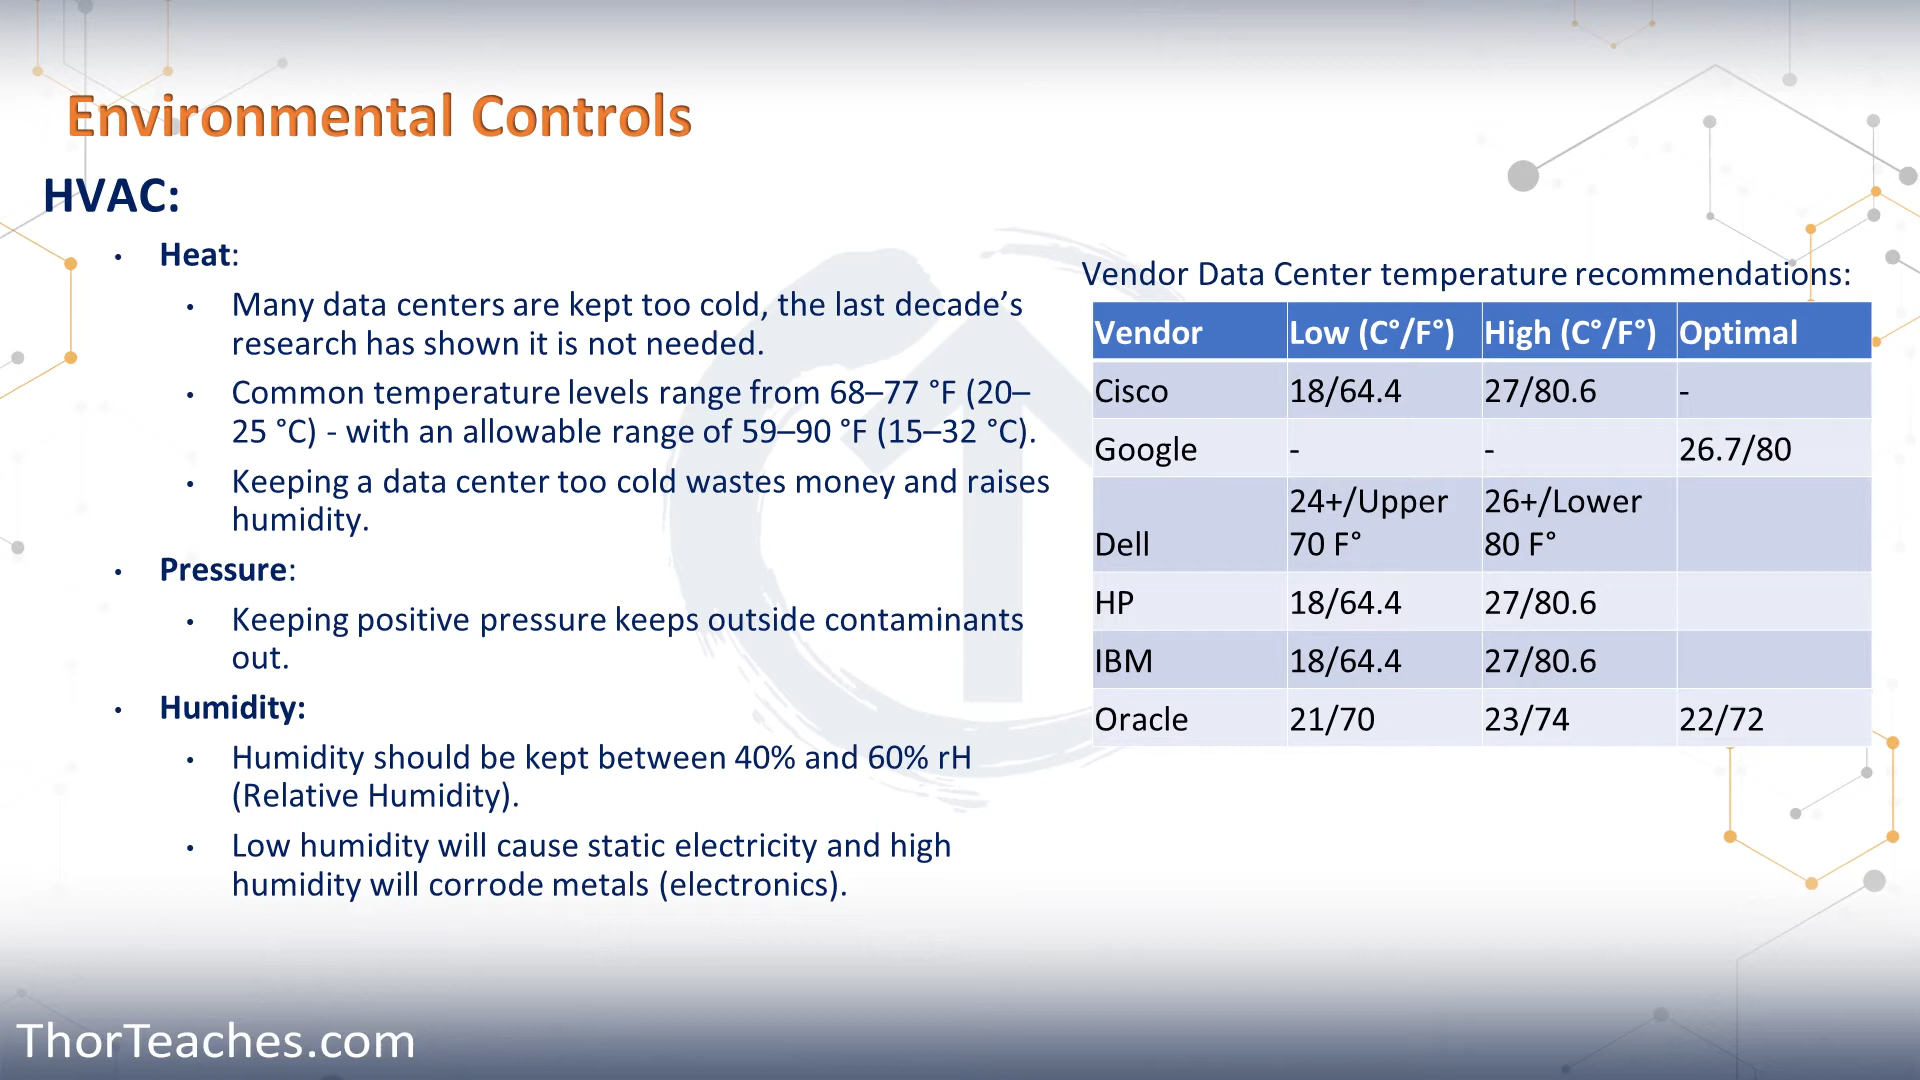 Environmental Controls
HVAC:
• Heat:
• Many data centers are kept too cold, the last decade’s
research has shown it is not needed.
• Common temperature levels range from 68–77 °F (20–
25 °C) - with an allowable range of 59–90 °F (15–32 °C).
• Keeping a data center too cold wastes money and raises
humidity.
• Pressure:
• Keeping positive pressure keeps outside contaminants
out.
• Humidity:
• Humidity should be kept between 40% and 60% rH
(Relative Humidity).
• Low humidity will cause static electricity and high
humidity will corrode metals (electronics).
Vendor Data Center temperature recommendations:
Vendor Low (C°/F°) High (C°/F°) Optimal
Cisco 18/64.4 27/80.6 -
Google - - 26.7/80
24+/Upper 26+/Lower
Dell 70 F° 80 F°
HP 18/64.4 27/80.6
IBM 18/64.4 27/80.6
Oracle 21/70 23/74 22/72
ThorTeaches.com